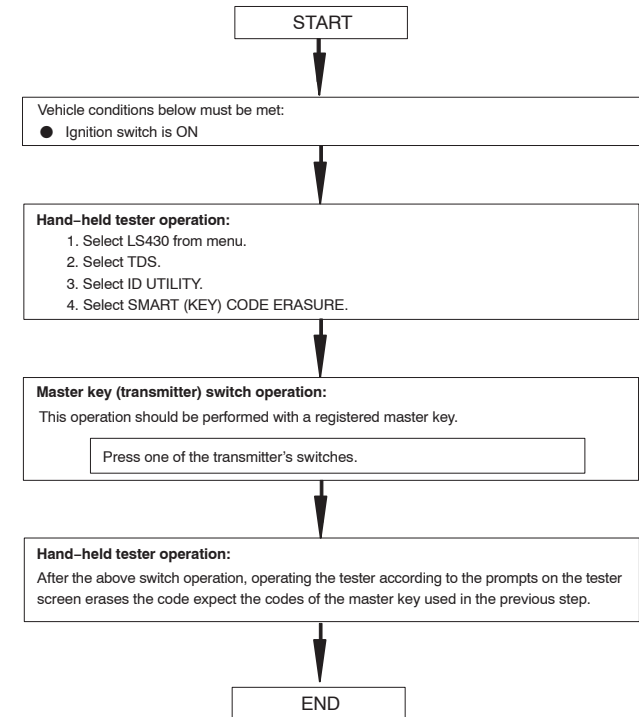 START
Vehicle conditions below must be met:
● Ignition switch is ON
Hand−held tester operation:
1. Select LS430 from menu.
2. Select TDS.
3. Select ID UTILITY.
4. Select SMART (KEY) CODE ERASURE.
Master key (transmitter) switch operation:
This operation should be performed with a registered master key.
Press one of the transmitter's switches.
Hand−held tester operation:
After the above switch operation, operating the tester according to the prompts on the tester
screen erases the code expect the codes of the master key used in the previous step.
END